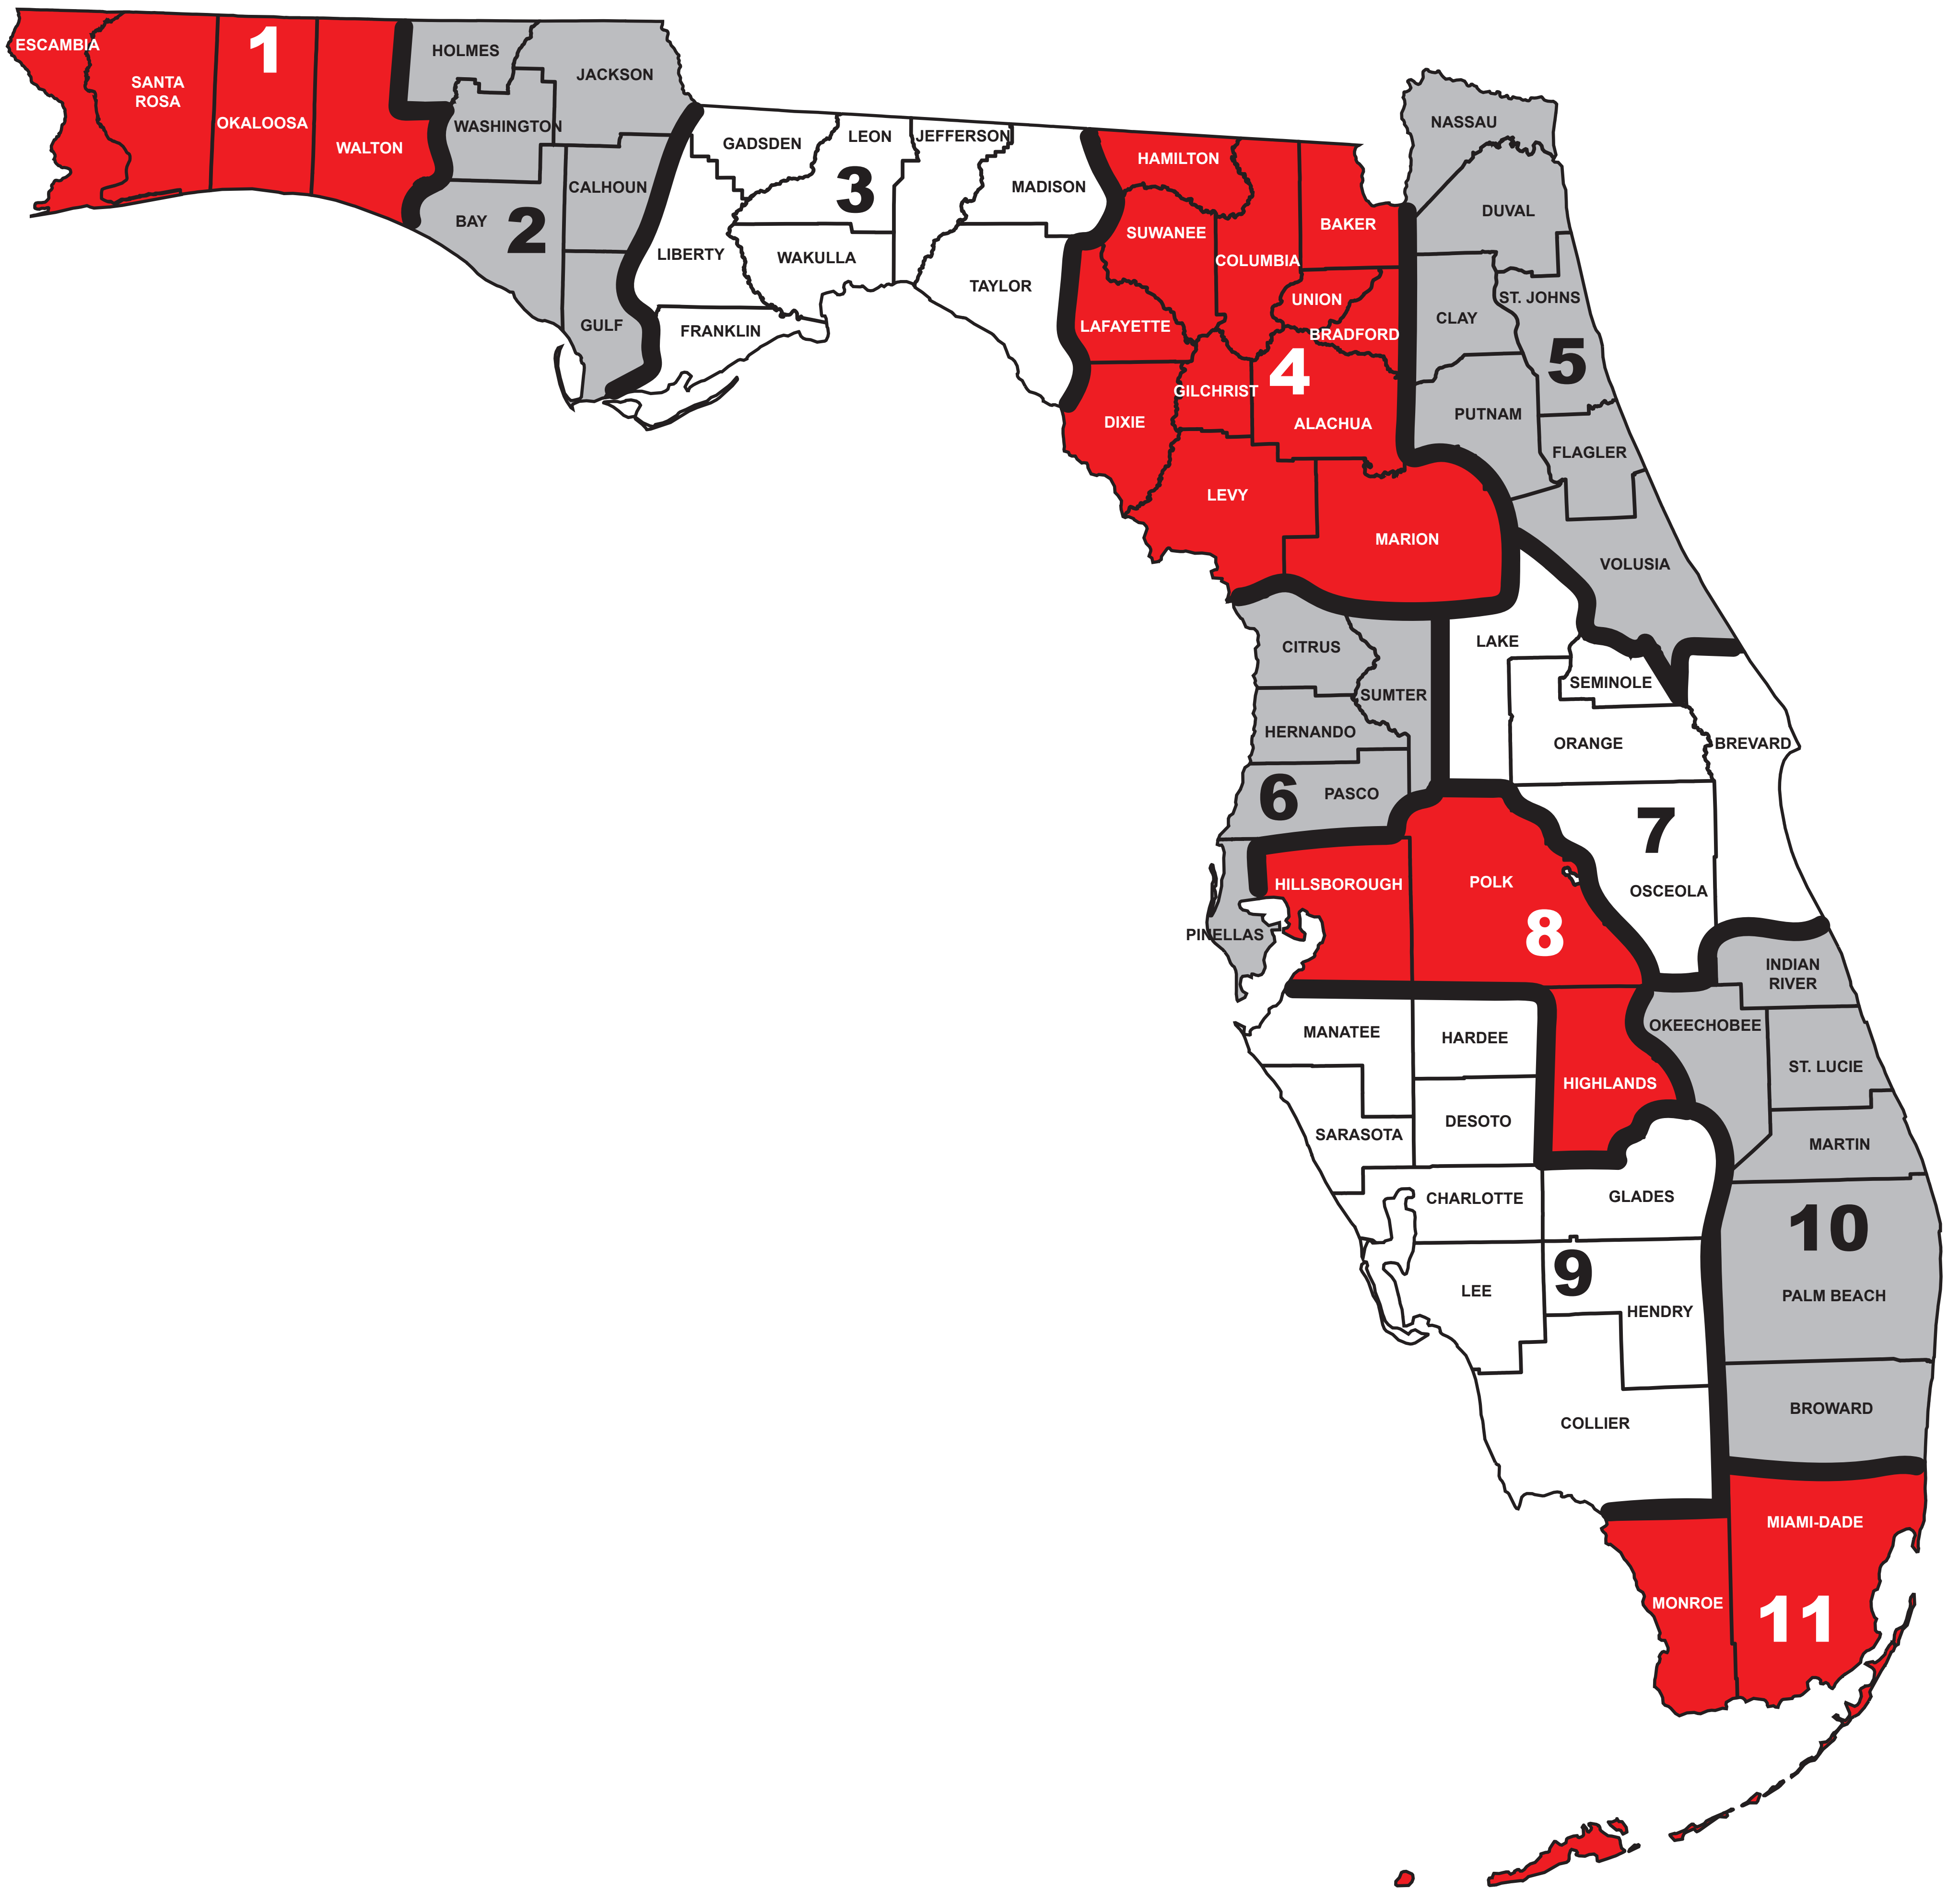 ESCAMBIA
SANTA
ROSA
1
OKALOOSA
WALTON
HOLMES
JACKSON
WASHINGTON
CALHOUN
BAY
2
GULF
GADSDEN
LEON
JEFFERSON
3
MADISON
LIBERTY
WAKULLA
TAYLOR
FRANKLIN
HAMILTON
SUWANEE
COLUMBIA
BAKER
UNION
LAFAYETTE
BRADFORD
4
GILCHRIST
DIXIE
ALACHUA
LEVY
MARION
NASSAU
DUVAL
ST. JOHNS
CLAY
5
PUTNAM
FLAGLER
VOLUSIA
CITRUS
SUMTER
HERNANDO
6
PASCO
PINELLAS
LAKE
SEMINOLE
ORANGE
BREVARD
7
OSCEOLA
HILLSBOROUGH
POLK
8
HIGHLANDS
MANATEE
HARDEE
SARASOTA
DESOTO
CHARLOTTE
GLADES
LEE
9
HENDRY
COLLIER
INDIAN
RIVER
OKEECHOBEE
ST. LUCIE
MARTIN
10
PALM BEACH
BROWARD
MIAMI-DADE
MONROE
11